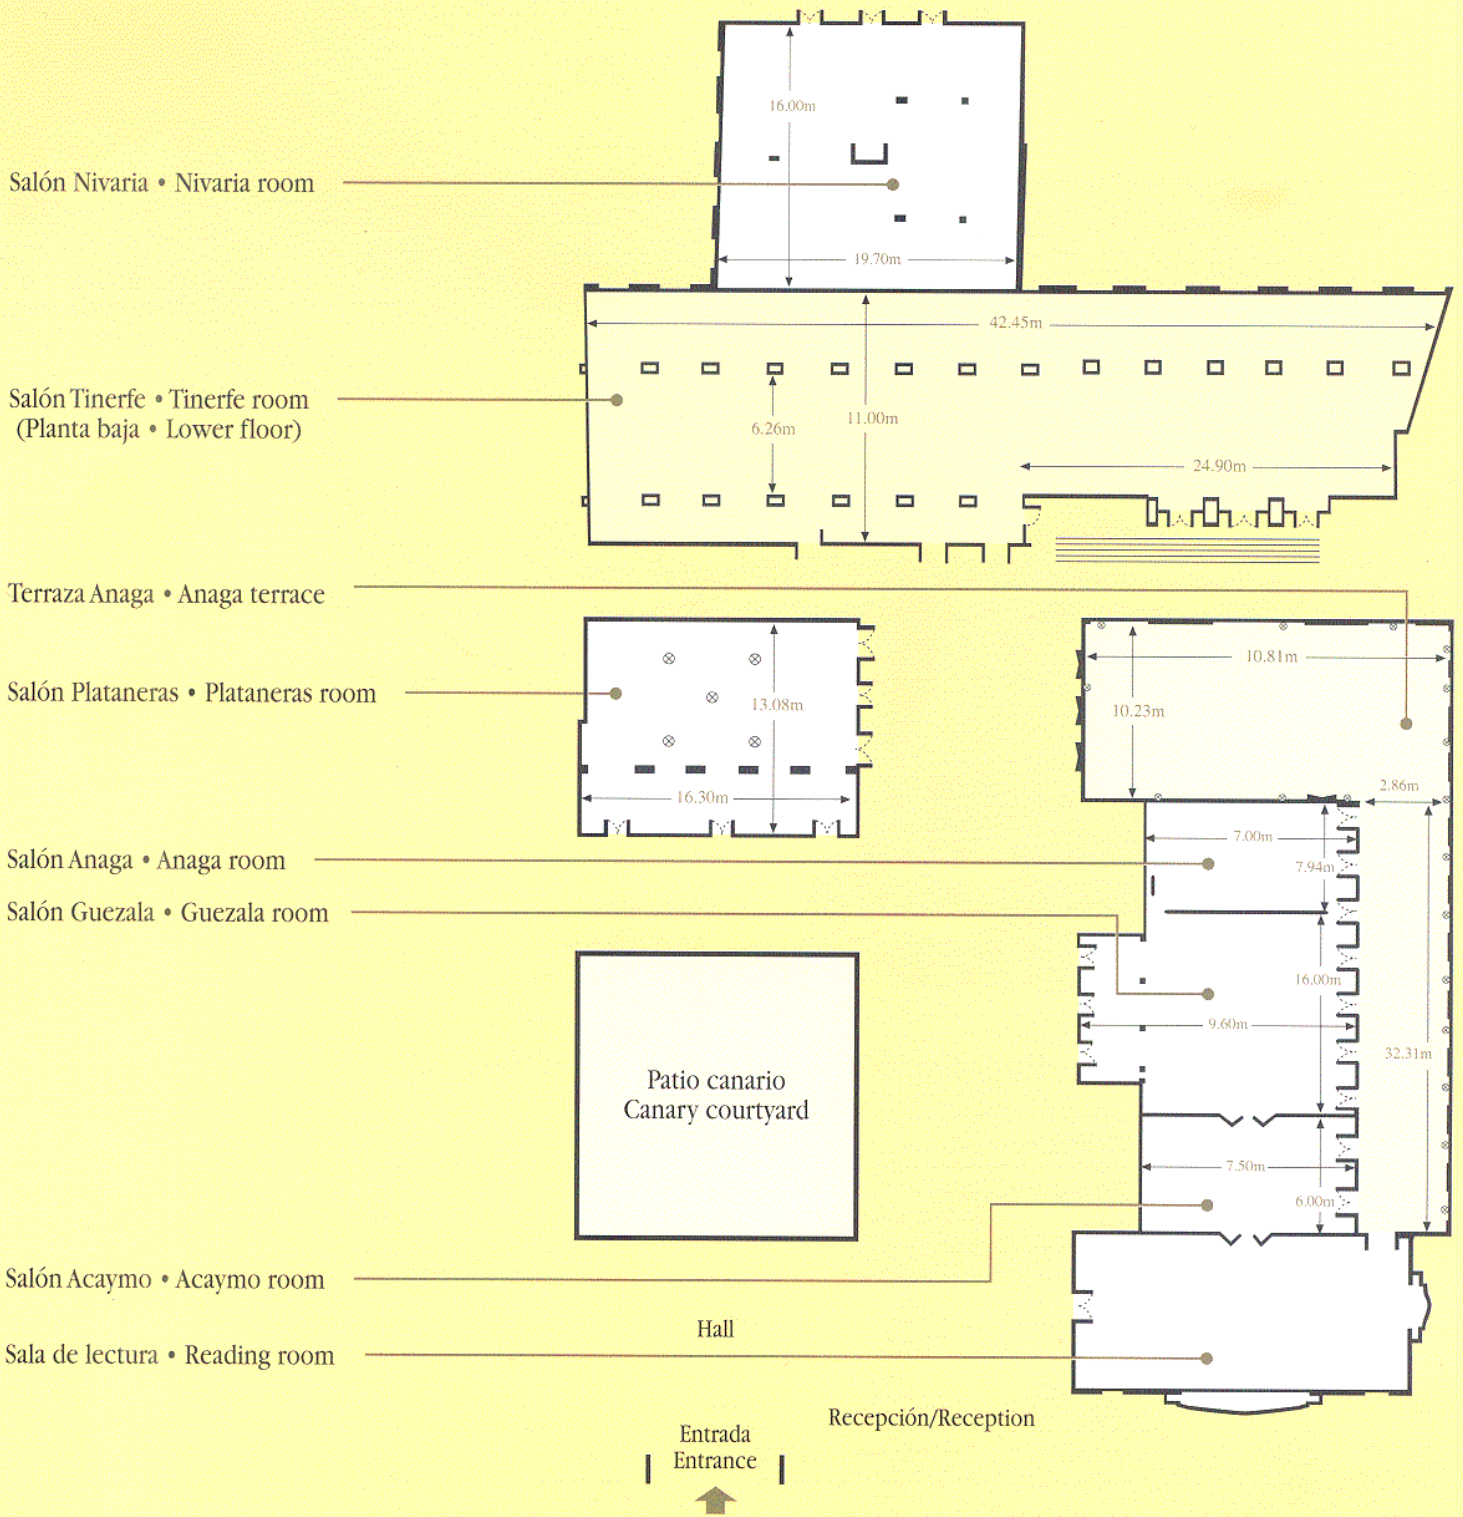 16.00m
Salón Nivaria • Nivaria room
19.70m
42.45m
Salón Tinerfe • Tinerfe room
(Planta baja • Lower floor)
6.26m
11.00m
24.90m
Terraza Anaga • Anaga terrace
10.81m
Salón Plataneras • Plataneras room
13.08m
10.23m
2.86m
16.30m
7.00m
Salón Anaga • Anaga room
7.94m
Salón Guezala • Guezala room
16.00m
9.60m
32.31m
Patio canario
Canary courtyard
7.50m
6.00m
Salón Acaymo • Acaymo room
Hall
Sala de lectura • Reading room
Recepción/Reception
Entrada
Entrance